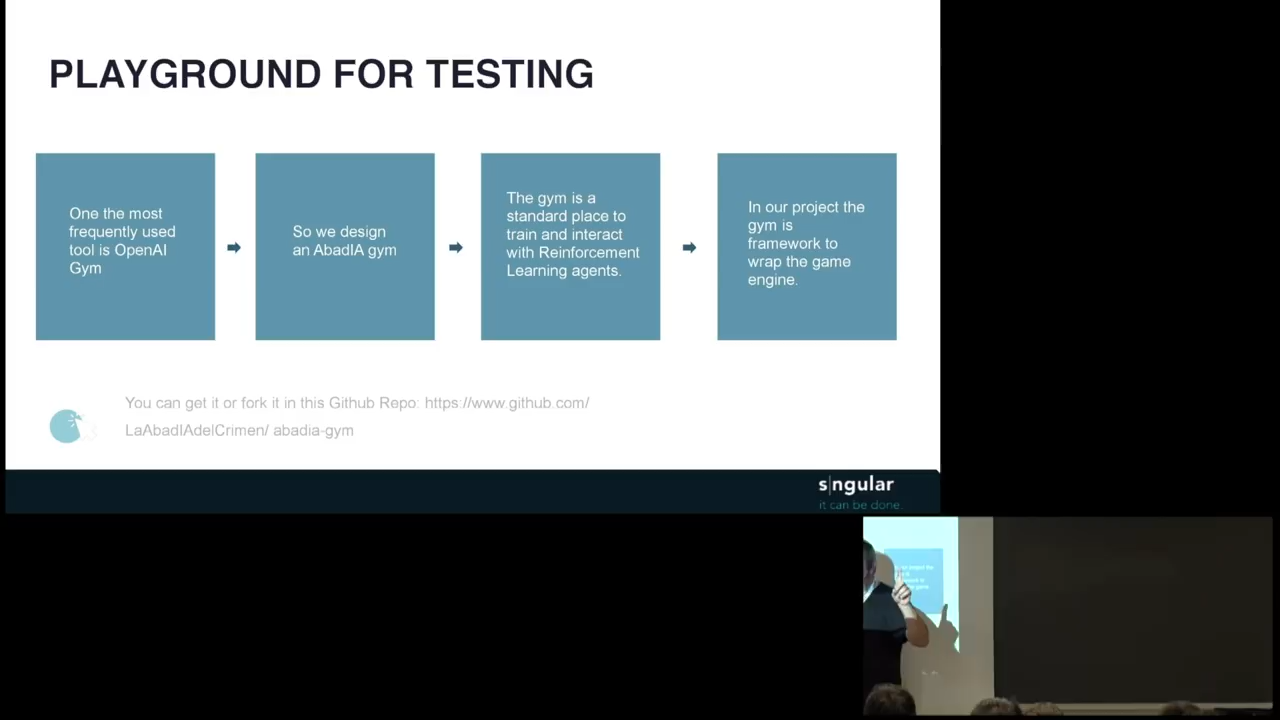 PLAYGROUND FOR TESTING
One the most
frequently used
tool is OpenAI
Gym
So we design
an AbadIA gym
The gym is a
standard place to
train and interact
with Reinforcement
Learning agents.
In our project the
gym is
framework to
wrap the game
engine.
You can get it or fork it in this Github Repo: https://www.github.com/
LaAbadIAdelCrimen/ abadia-gym
s|ngular
it can be done.